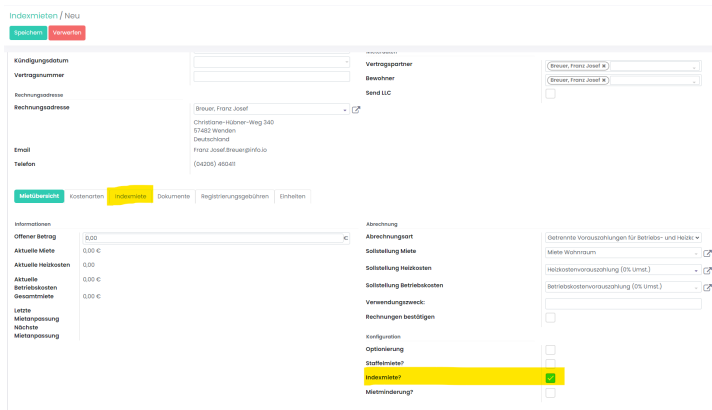 Indexmieten / Neu
Speichern Verwerfen
Kündigungsdatum
Vertragsnummer
Rechnungsadresse
Rechnungsadresse Breuer, Franz Josef
Christiane-Hübner-Weg 340
57482 Wenden
Deutschland
Email Franz Josef.Breuer@info.io
Telefon (04206) 460411
Vertragspartner Breuer, Franz Josef ×
Bewohner Breuer, Franz Josef ×
Send LLC
Mietübersicht Kostenarten Indexmiete Dokumente Registrierungsgebühren Einheiten
Informationen
Offener Betrag 0,00 €
Aktuelle Miete 0,00 €
Aktuelle Heizkosten 0,00
Aktuelle
Betriebskosten 0,00 €
Gesamtmiete 0,00 €
Letzte
Mietanpassung
Nächste
Mietanpassung
Abrechnung
Abrechnungsart Getrennte Vorauszahlungen für Betriebs- und Heizkc
Sollstellung Miete Miete Wohnraum
Sollstellung Heizkosten Heizkostenvorauszahlung (0% Umst.)
Sollstellung Betriebskosten Betriebskostenvorauszahlung (0% Umst.)
Verwendungszweck:
Rechnungen bestätigen
Konfiguration
Optionierung
Staffelmiete?
Indexmiete?
Mietminderung?